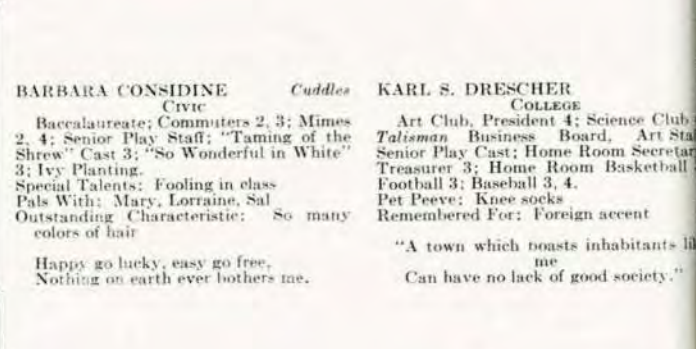 BARBARA CONSIDINE Cuddles
CIVIC
Baccalaureate; Commuters 2, 3; Mimes
2, 4; Senior Play Staff; "Taming of the
Shrew" Cast 3; "So Wonderful in White"
3; Ivy Planting.
Special Talents: Fooling in class
Pals With: Mary, Lorraine, Sal
Outstanding Characteristic: So many
colors of hair
Happy go lucky, easy go free,
Nothing on earth ever bothers me.
KARL S. DRESCHER
COLLEGE
Art Club, President 4; Science Club
Talisman Business Board, Art
Senior Play Cast; Home Room
Treasurer 3; Home Room Basketball
Football 3; Baseball 3, 4.
Pet Peeve: Knee socks
Remembered For: Foreign accent
"A town which boasts inhabitants
me
Can have no lack of good society."